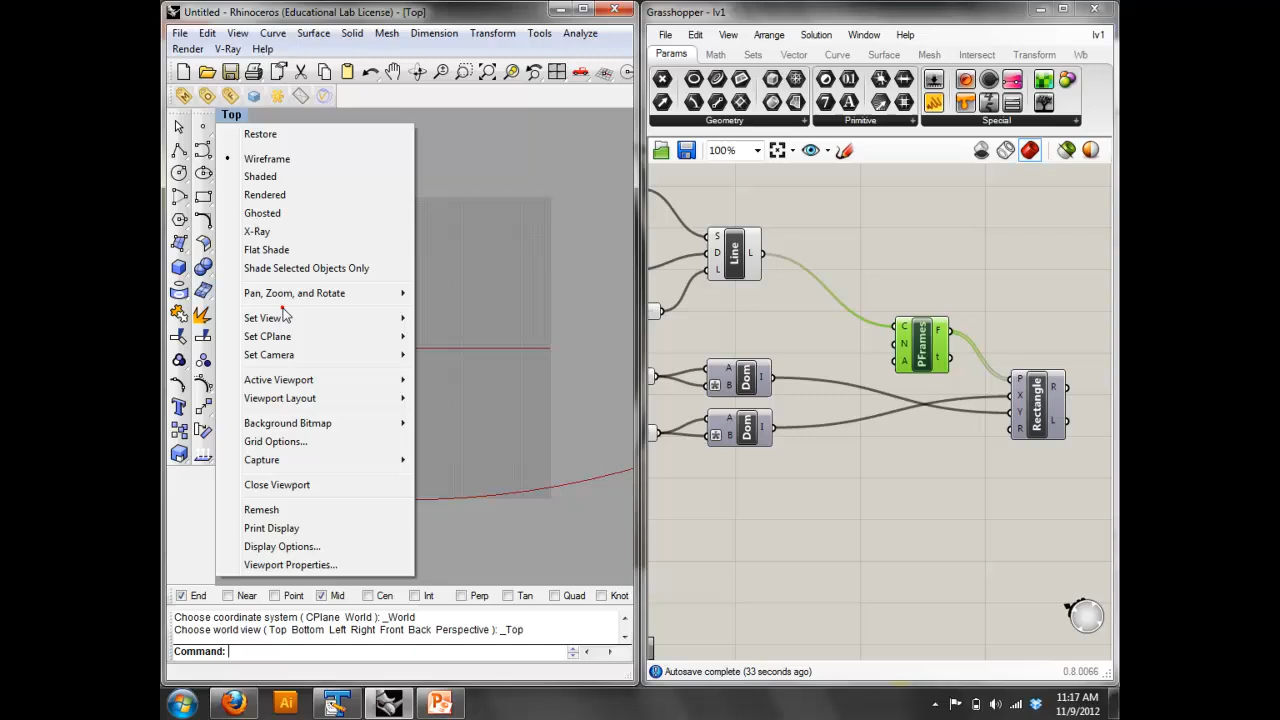 Untitled - Rhinoceros (Educational Lab License) - [Top]
File Edit View Curve Surface Solid Mesh Dimension Transform Tools Analyze
Render V-Ray Help
Top
Restore
Wireframe
Shaded
Rendered
Ghosted
X-Ray
Flat Shade
Shade Selected Objects Only
Pan, Zoom, and Rotate
Set View
Set CPlane
Set Camera
Active Viewport
Viewport Layout
Background Bitmap
Grid Options...
Capture
Close Viewport
Remesh
Print Display
Display Options...
Viewport Properties...
End Near Point Mid Cen Int Perp Tan Quad Knot
Choose coordinate system ( CPlane World ): _World
Choose world view ( Top Bottom Left Right Front Back Perspective ): _Top
Command:
Grasshopper - lv1
File Edit View Arrange Solution Window Help lv1
Params Math Sets Vector Curve Surface Mesh Intersect Transform Wb
Geometry Primitive Special
100%
S
D
L
Line
L
C
N
A
PFrames
F
t
A
B
Dom
I
A
B
Dom
I
P
X
Y
R
Rectangle
R
L
Autosave complete (33 seconds ago) 0.8.0066
11:17 AM
11/9/2012